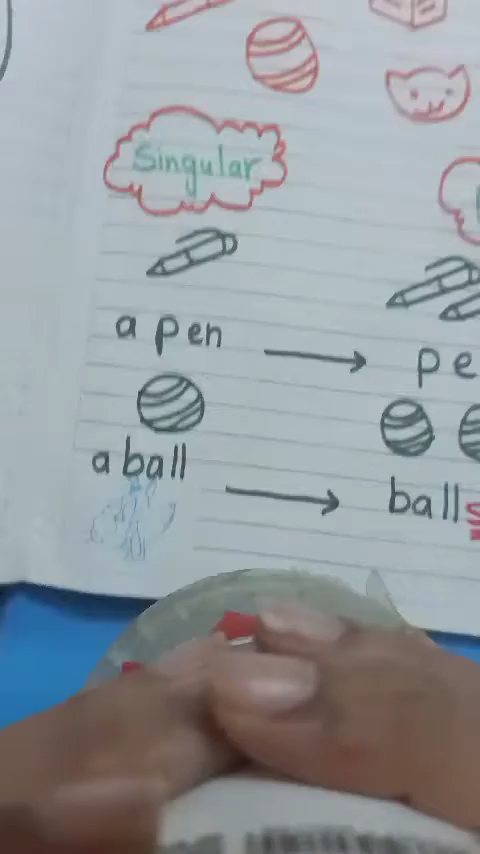 Singular
a pen → pe
a ball → balls